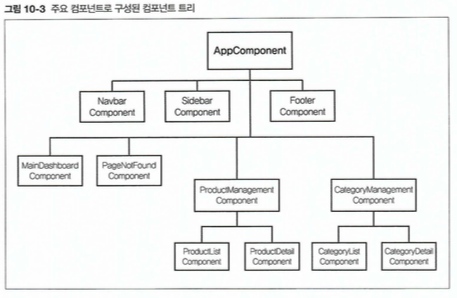 그림 10-3 주요 컴포넌트로 구성된 컴포넌트 트리
AppComponent
Navbar
Component
Sidebar
Component
Footer
Component
MainDashboard
Component
PageNotFound
Component
ProductManagement
Component
CategoryManagement
Component
ProductList
Component
ProductDetail
Component
CategoryList
Component
CategoryDetail
Component